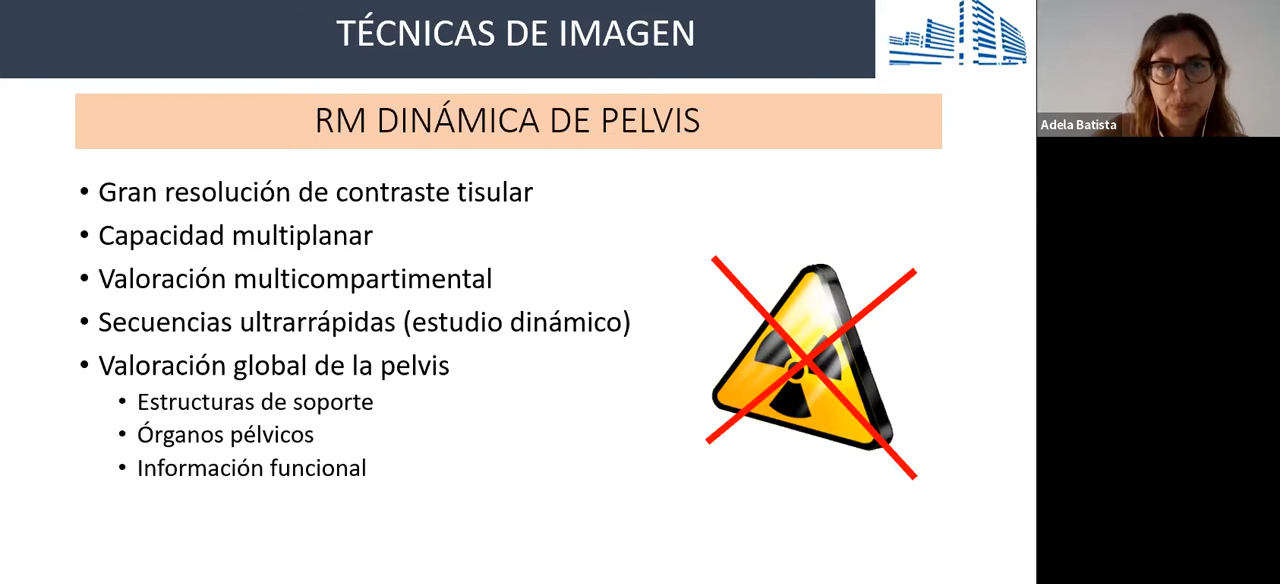 TÉCNICAS DE IMAGEN
RM DINÁMICA DE PELVIS
• Gran resolución de contraste tisular
• Capacidad multiplanar
• Valoración multicompartimental
• Secuencias ultrarrápidas (estudio dinámico)
• Valoración global de la pelvis
• Estructuras de soporte
• Órganos pélvicos
• Información funcional
Adela Batista